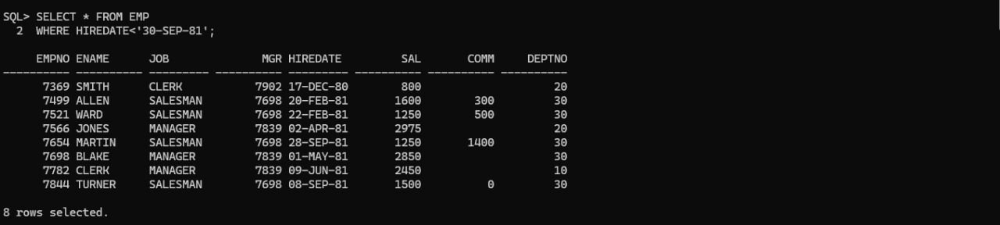 SQL> SELECT * FROM EMP
  2  WHERE HIREDATE<'30-SEP-81';
     EMPNO ENAME      JOB              MGR HIREDATE         SAL       COMM     DEPTNO
---------- ---------- --------- ---------- --------- ---------- ---------- ----------
      7369 SMITH      CLERK           7902 17-DEC-80        800                    20
      7499 ALLEN      SALESMAN        7698 20-FEB-81       1600        300         30
      7521 WARD       SALESMAN        7698 22-FEB-81       1250        500         30
      7566 JONES      MANAGER         7839 02-APR-81       2975                    20
      7654 MARTIN     SALESMAN        7698 28-SEP-81       1250       1400         30
      7698 BLAKE      MANAGER         7839 01-MAY-81       2850                    30
      7782 CLERK      MANAGER         7839 09-JUN-81       2450                    10
      7844 TURNER     SALESMAN        7698 08-SEP-81       1500          0         30
8 rows selected.